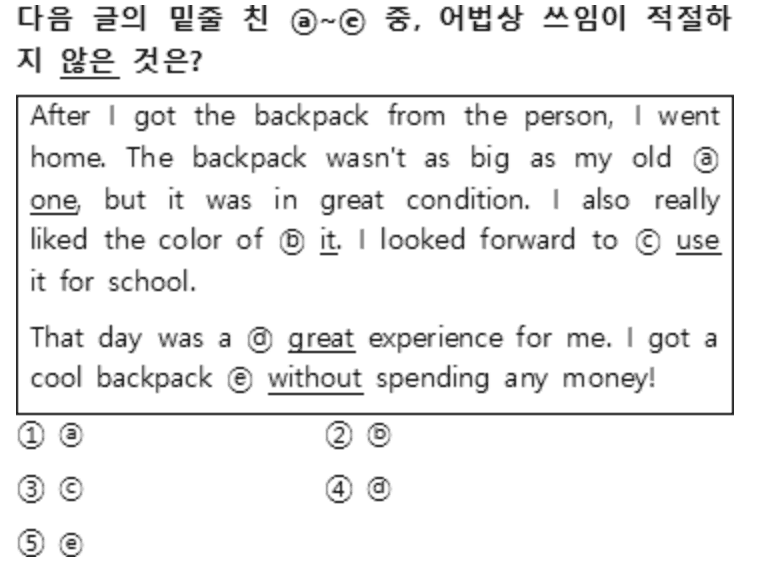 다음 글의 밑줄 친 ⓐ~ⓔ 중, 어법상 쓰임이 적절하
지 않은 것은?
After I got the backpack from the person, I went
home. The backpack wasn't as big as my old ⓐ
one, but it was in great condition. I also really
liked the color of ⓑ it. I looked forward to ⓒ use
it for school.
That day was a ⓓ great experience for me. I got a
cool backpack ⓔ without spending any money!
① ⓐ ② ⓑ
③ ⓒ ④ ⓓ
⑤ ⓔ